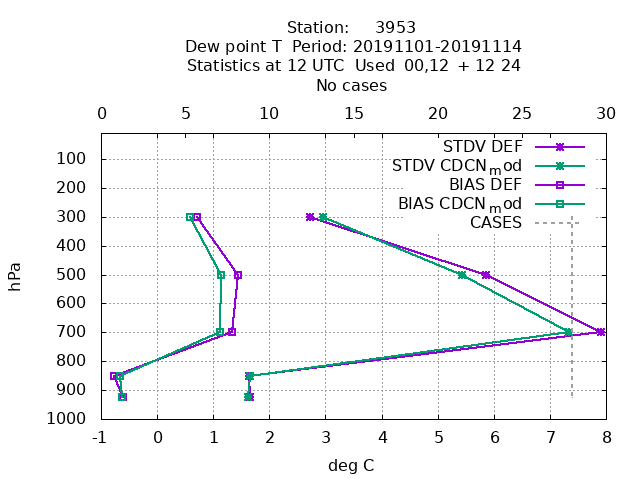 Station: 3953
Dew point T Period: 20191101-20191114
Statistics at 12 UTC Used 00,12 + 12 24
No cases
0 5 10 15 20 25 30
STDV DEF
STDV CDCNmod
BIAS DEF
BIAS CDCNmod
CASES
100
200
300
400
500
600
700
800
900
1000
hPa
-1 0 1 2 3 4 5 6 7 8
deg C